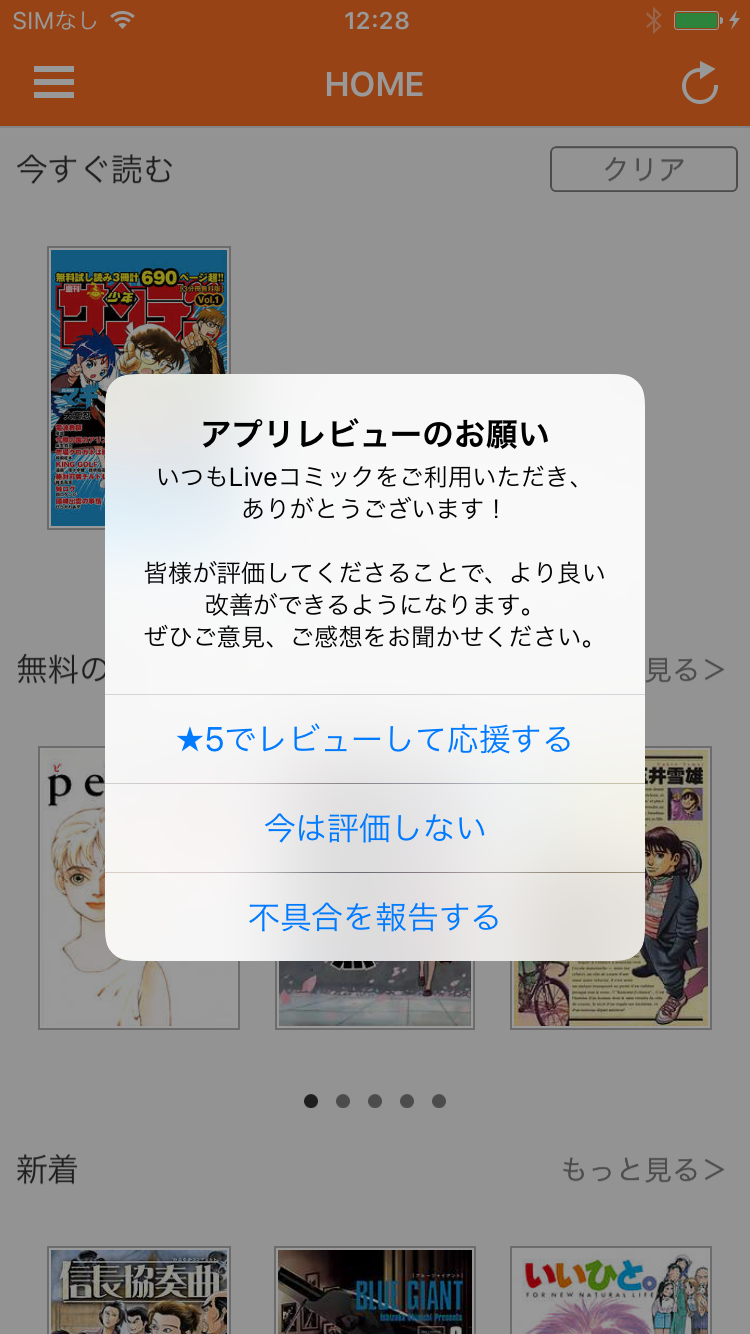 SIMなし
12:28
HOME
今すぐ読む
クリア
無料試し読み3冊計690ページ超!!
週刊
少年
Vol.1
マギ
KING GOLF
アプリレビューのお願い
いつもLiveコミックをご利用いただき、
ありがとうございます！
皆様が評価してくださることで、より良い
改善ができるようになります。
ぜひご意見、ご感想をお聞かせください。
★5でレビューして応援する
今は評価しない
不具合を報告する
無料の
見る＞
pe
井雪雄
新着
もっと見る＞
信長協奏曲
BLUE GIANT
いいひと。
FOR NEW NATURAL LIFE